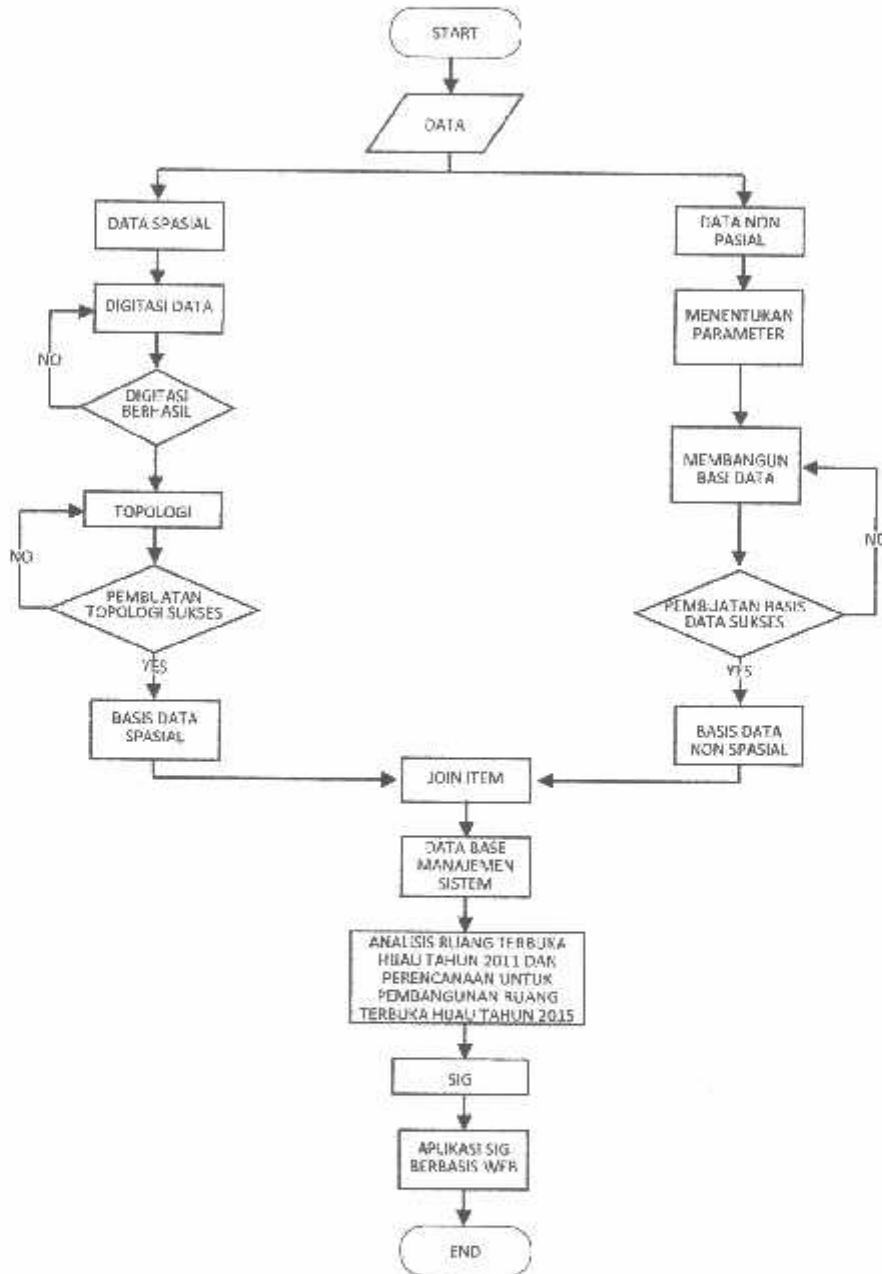 START
DATA
DATA SPASIAL
DIGITASI DATA
NO
DIGITASI
BERHASIL
TOPOLOGI
NO
PEMBUATAN
TOPOLOGI SUKSES
YES
BASIS DATA
SPASIAL
DATA NON
PASIAL
MENENTUKAN
PARAMETER
MEMBANGUN
BASI DATA
NO
PEMBUATAN BASIS
DATA SUKSES
YES
BASIS DATA
NON SPASIAL
JOIN ITEM
DATA BASE
MANAJEMEN
SISTEM
ANALISIS RUANG TERBUKA
HIJAU TAHUN 2011 DAN
PERENCANAAN UNTUK
PEMBANGUNAN RUANG
TERBUKA HIJAU TAHUN 2015
SIG
APLIKASI SIG
BERBASIS WEB
END